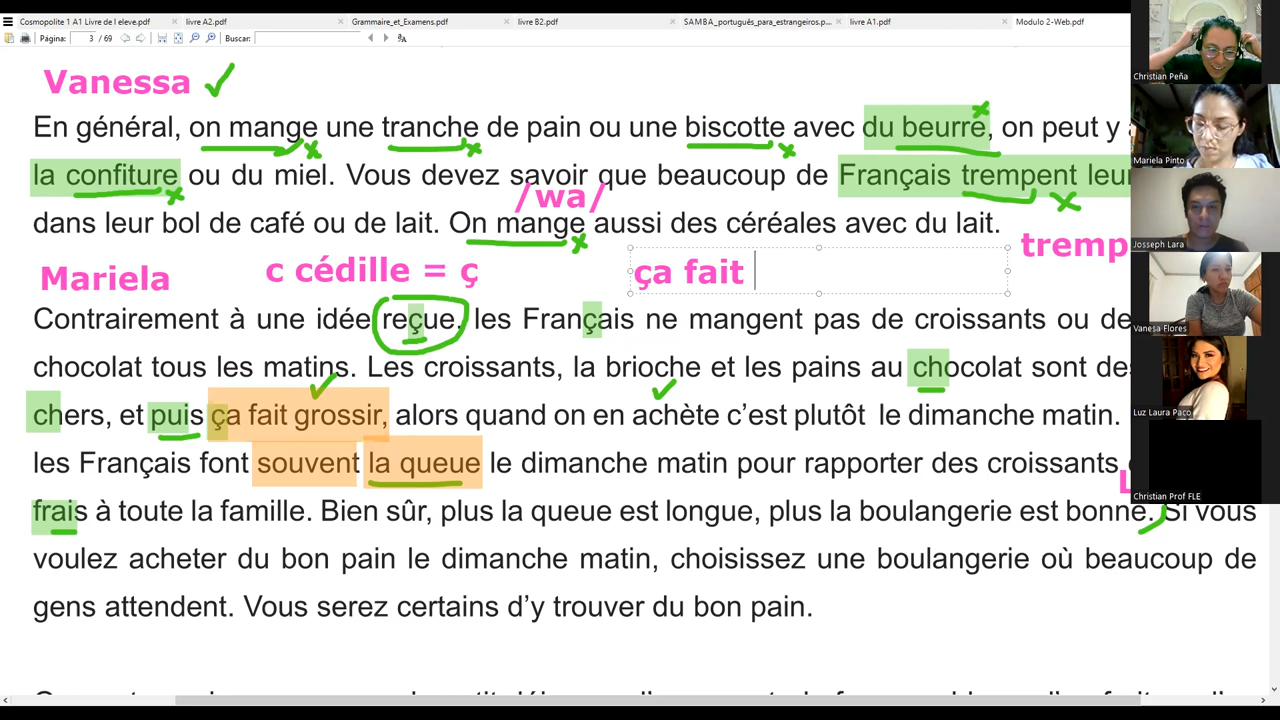 Cosmopolite 1 A1 Livre de l eleve.pdf × livre A2.pdf × Grammaire_et_Examens.pdf × livre B2.pdf × SAMBA_português_para_estrangeiros.p... × livre A1.pdf × Modulo 2-Web.pdf
Página: 3 / 69 Buscar:
Vanessa
En général, on mange une tranche de pain ou une biscotte avec du beurre, on peut y
la confiture ou du miel. Vous devez savoir que beaucoup de Français trempent leur
/wa/
dans leur bol de café ou de lait. On mange aussi des céréales avec du lait.
tremp
Mariela c cédille = ç ça fait
Contrairement à une idée reçue, les Français ne mangent pas de croissants ou de
chocolat tous les matins. Les croissants, la brioche et les pains au chocolat sont des
chers, et puis ça fait grossir, alors quand on en achète c’est plutôt le dimanche matin.
les Français font souvent la queue le dimanche matin pour rapporter des croissants
L
frais à toute la famille. Bien sûr, plus la queue est longue, plus la boulangerie est bonne. Si vous
voulez acheter du bon pain le dimanche matin, choisissez une boulangerie où beaucoup de
gens attendent. Vous serez certains d’y trouver du bon pain.
Christian Peña
Mariela Pinto
Josseph Lara
Vanesa Flores
Luz Laura Paco
Christian Prof FLE